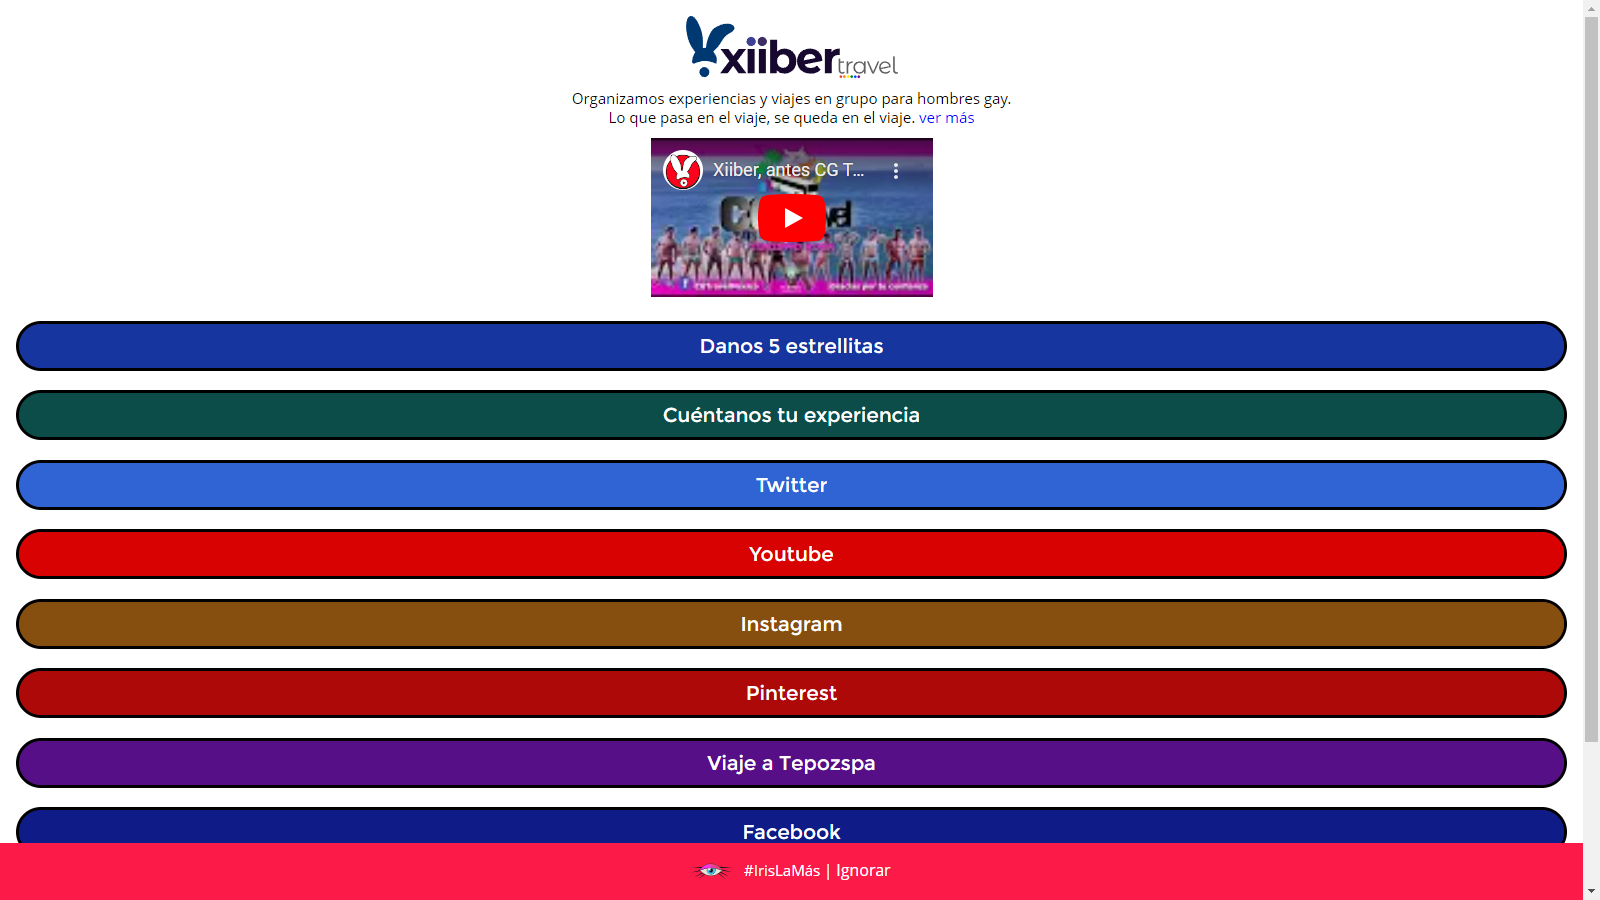 xiiber travel
Organizamos experiencias y viajes en grupo para hombres gay.
Lo que pasa en el viaje, se queda en el viaje. ver más
Xiiber, antes CG T...
Danos 5 estrellitas
Cuéntanos tu experiencia
Twitter
Youtube
Instagram
Pinterest
Viaje a Tepozspa
Facebook
#IrisLaMás | Ignorar